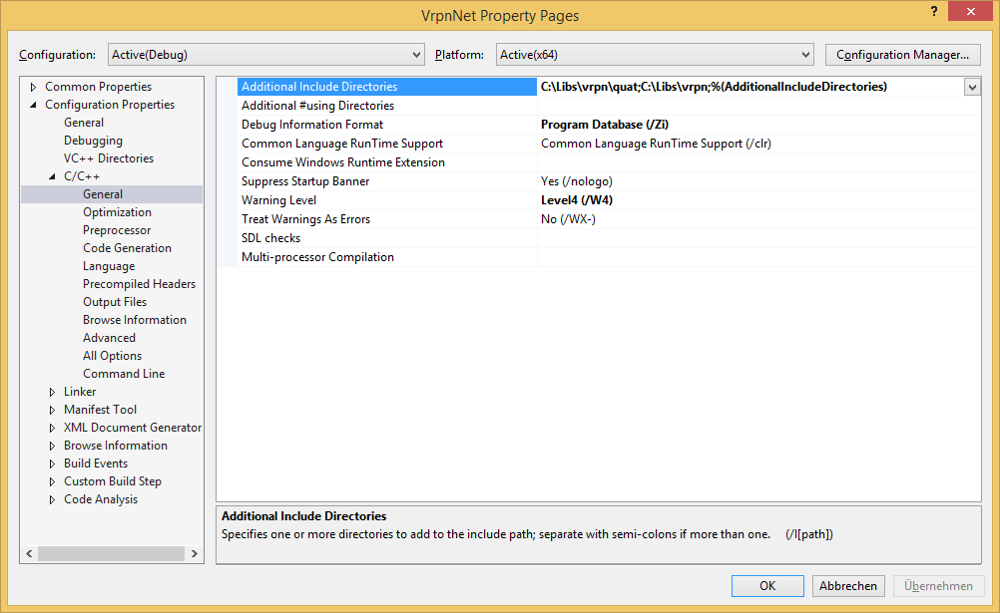 VrpnNet Property Pages
?
Configuration: Active(Debug) Platform: Active(x64) Configuration Manager...
Common Properties
Configuration Properties
General
Debugging
VC++ Directories
C/C++
General
Optimization
Preprocessor
Code Generation
Language
Precompiled Headers
Output Files
Browse Information
Advanced
All Options
Command Line
Linker
Manifest Tool
XML Document Generator
Browse Information
Build Events
Custom Build Step
Code Analysis
Additional Include Directories C:\Libs\vrpn\quat;C:\Libs\vrpn;%(AdditionalIncludeDirectories)
Additional #using Directories
Debug Information Format Program Database (/Zi)
Common Language RunTime Support Common Language RunTime Support (/clr)
Consume Windows Runtime Extension
Suppress Startup Banner Yes (/nologo)
Warning Level Level4 (/W4)
Treat Warnings As Errors No (/WX-)
SDL checks
Multi-processor Compilation
Additional Include Directories
Specifies one or more directories to add to the include path; separate with semi-colons if more than one. (/I[path])
OK Abbrechen Übernehmen